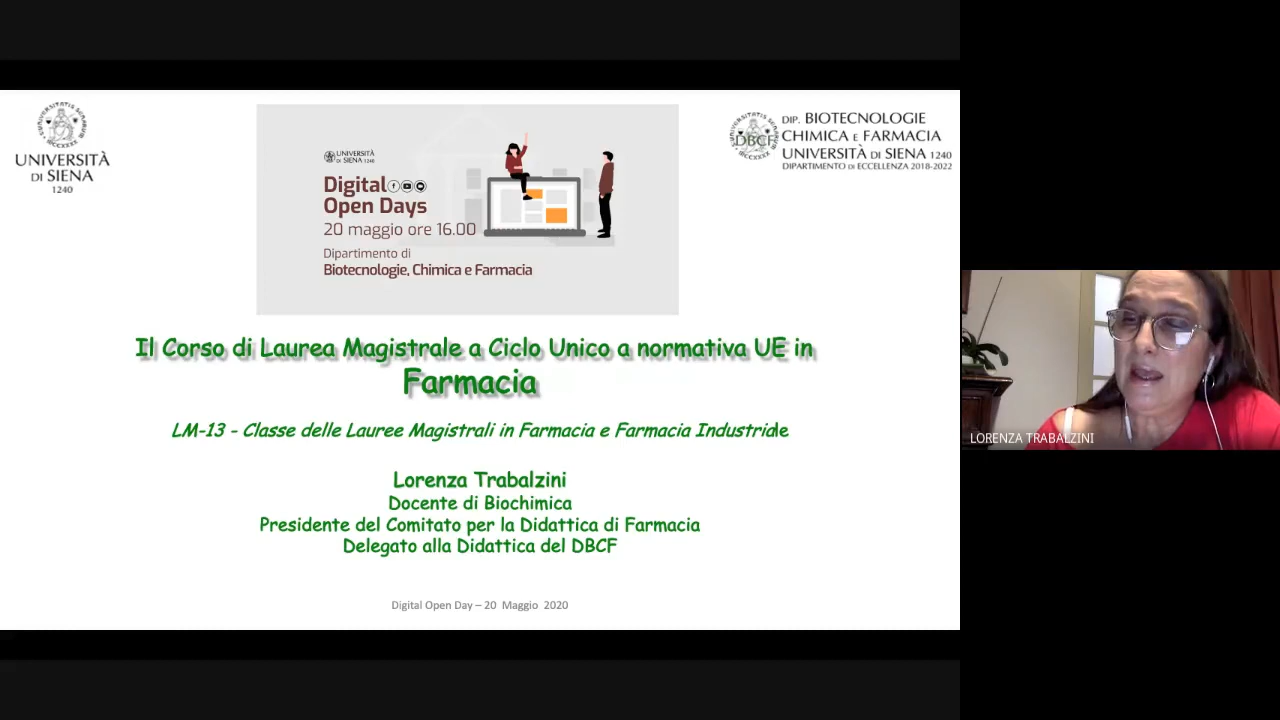 UNIVERSITÀ
DI SIENA
1240
UNIVERSITÀ
DI SIENA 1240
Digital
Open Days
20 maggio ore 16.00
Dipartimento di
Biotecnologie, Chimica e Farmacia
DBCF
DIP. BIOTECNOLOGIE
CHIMICA E FARMACIA
UNIVERSITÀ DI SIENA 1240
DIPARTIMENTO DI ECCELLENZA 2018-2022
Il Corso di Laurea Magistrale a Ciclo Unico a normativa UE in
Farmacia
LM-13 - Classe delle Lauree Magistrali in Farmacia e Farmacia Industriale
Lorenza Trabalzini
Docente di Biochimica
Presidente del Comitato per la Didattica di Farmacia
Delegato alla Didattica del DBCF
Digital Open Day – 20 Maggio 2020
LORENZA TRABALZINI